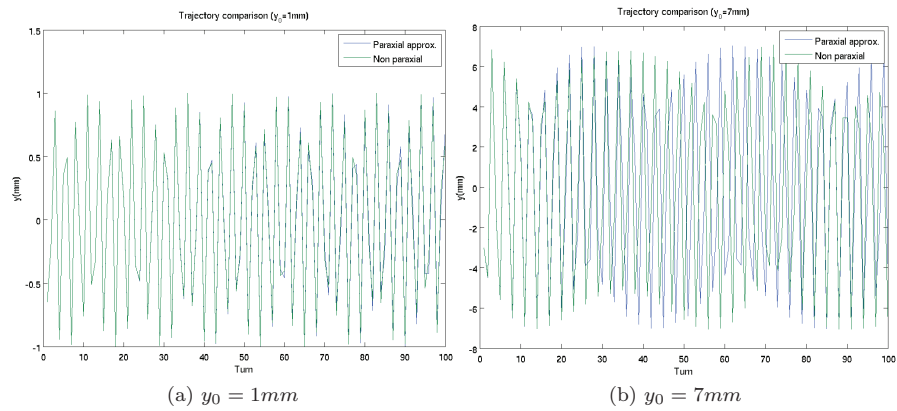 Trajectory comparison (y0=1mm)
1.5
1
0.5
0
-0.5
-1
y(mm)
0 10 20 30 40 50 60 70 80 90 100
Turn
Paraxial approx.
Non paraxial
(a) y0 = 1mm
Trajectory comparison (y0=7mm)
8
6
4
2
0
-2
-4
-6
-8
y(mm)
0 10 20 30 40 50 60 70 80 90 100
Turn
Paraxial approx.
Non paraxial
(b) y0 = 7mm